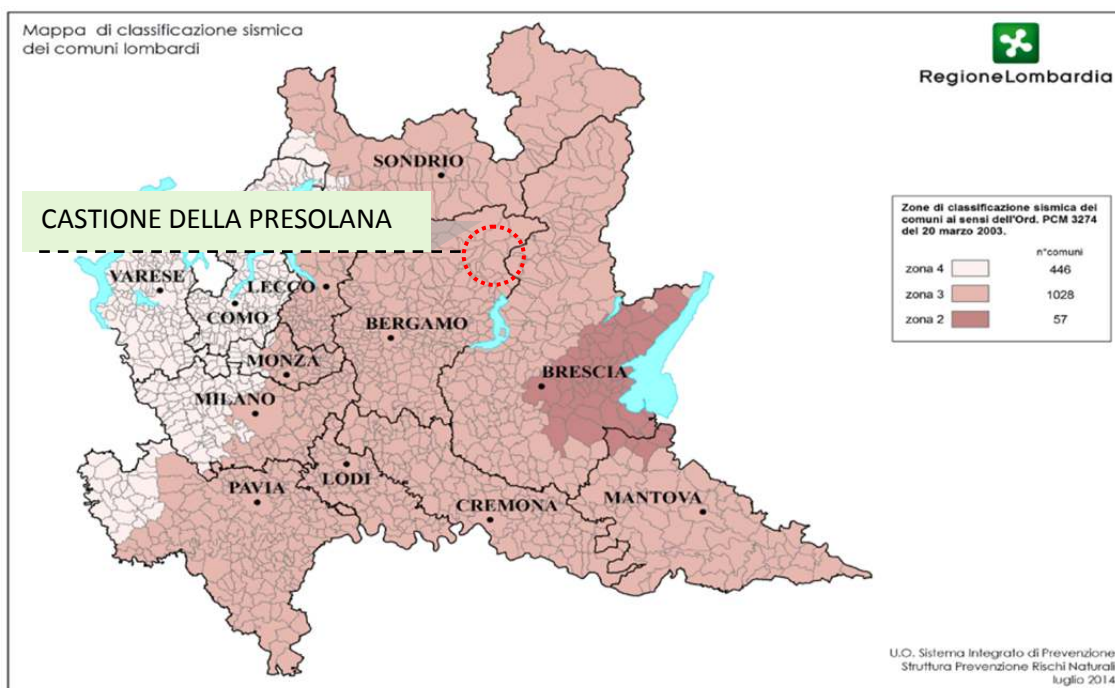 Mappa di classificazione sismica
dei comuni lombardi
RegioneLombardia
SONDRIO
CASTIONE DELLA PRESOLANA
VARESE
LECCO
COMO
BERGAMO
MONZA
BRESCIA
MILANO
LODI
PAVIA
CREMONA
MANTOVA
Zone di classificazione sismica dei
comuni ai sensi dell'Ord. PCM 3274
del 20 marzo 2003.
n°comuni
zona 4 446
zona 3 1028
zona 2 57
U.O. Sistema Integrato di Prevenzione
Struttura Prevenzione Rischi Naturali
luglio 2014